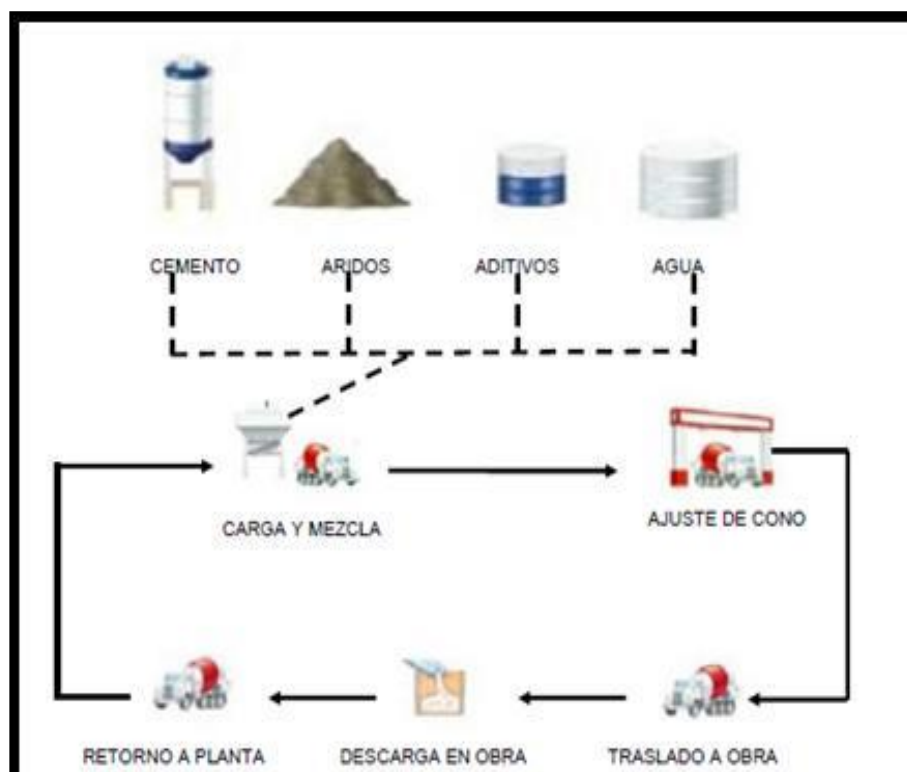 CEMENTO
ARIDOS
ADITIVOS
AGUA
CARGA Y MEZCLA
AJUSTE DE CONO
RETORNO A PLANTA
DESCARGA EN OBRA
TRASLADO A OBRA